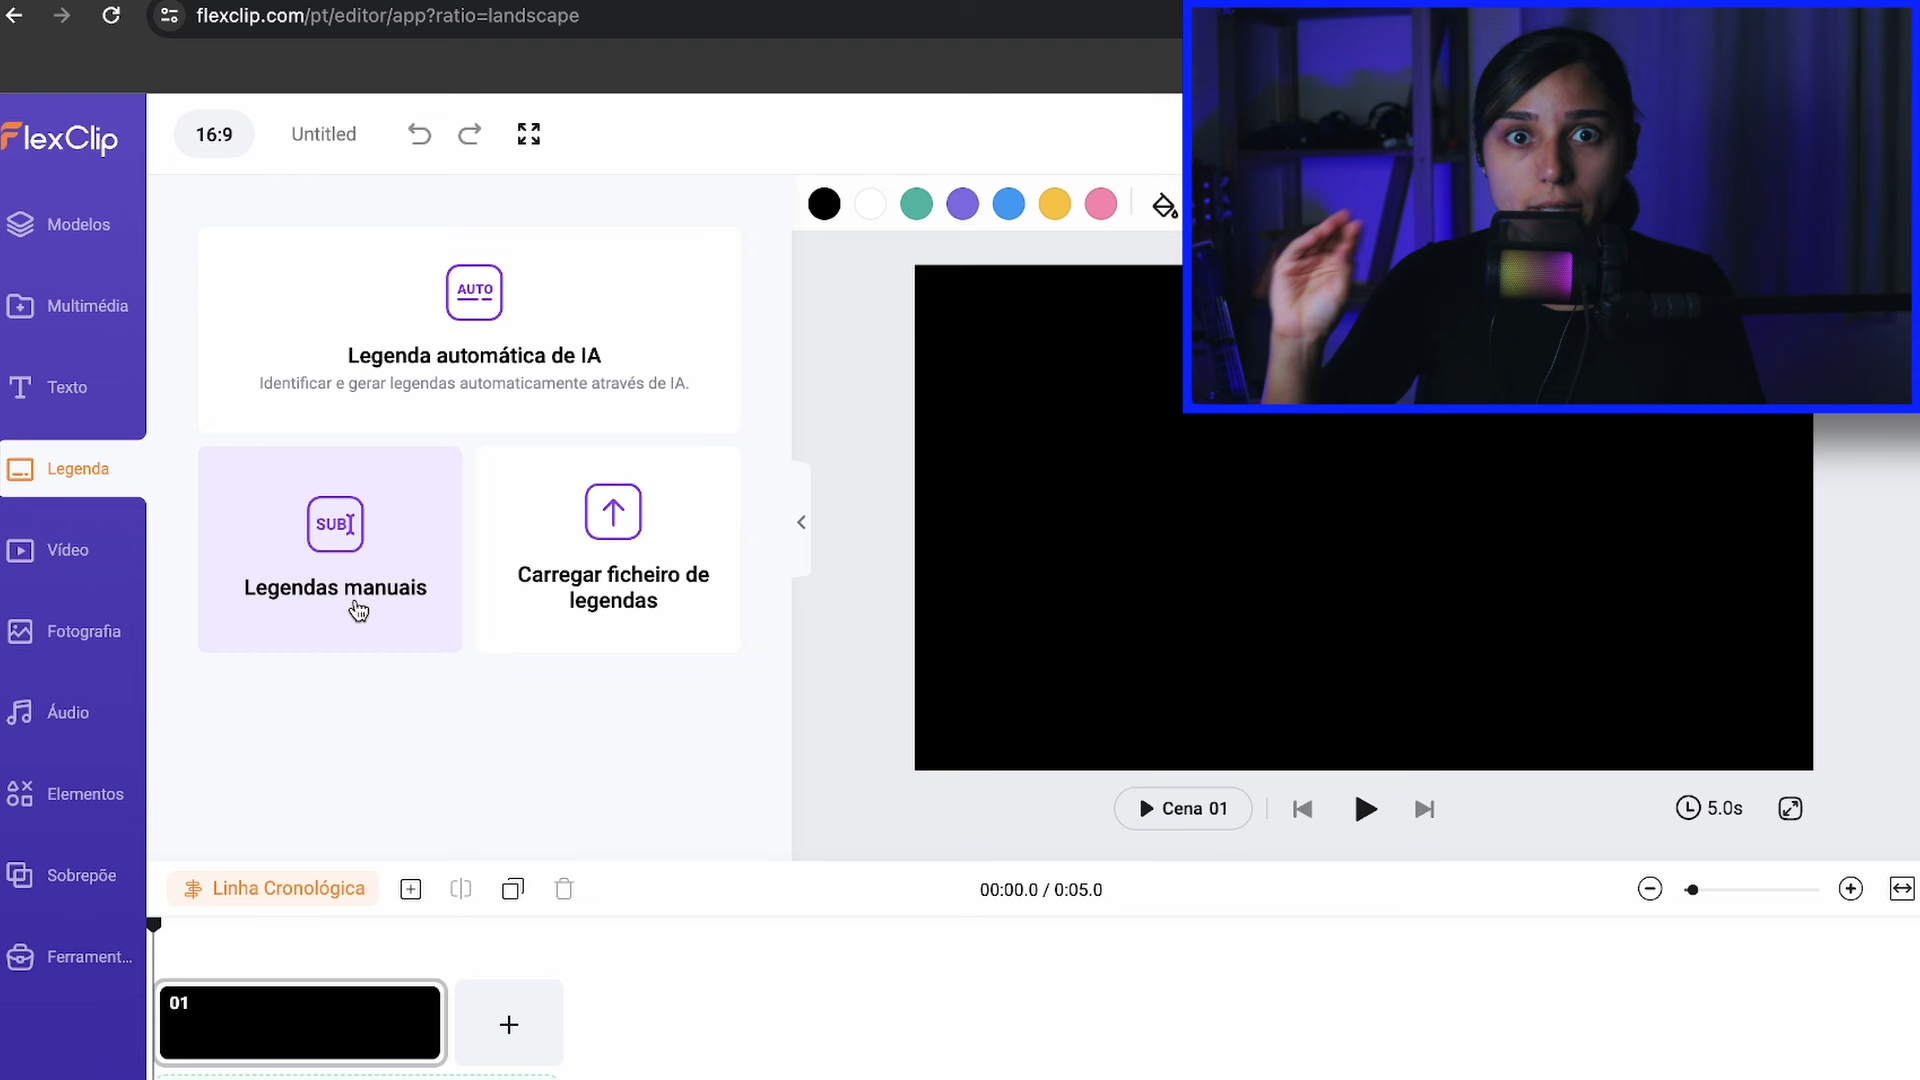 flexclip.com/pt/editor/app?ratio=landscape
FlexClip
16:9
Untitled
Modelos
Multimédia
Texto
Legenda
Vídeo
Fotografia
Áudio
Elementos
Sobrepõe
Ferrament...
AUTO
Legenda automática de IA
Identificar e gerar legendas automaticamente através de IA.
SUB
Legendas manuais
Carregar ficheiro de
legendas
Cena 01
5.0s
Linha Cronológica
00:00.0 / 0:05.0
01